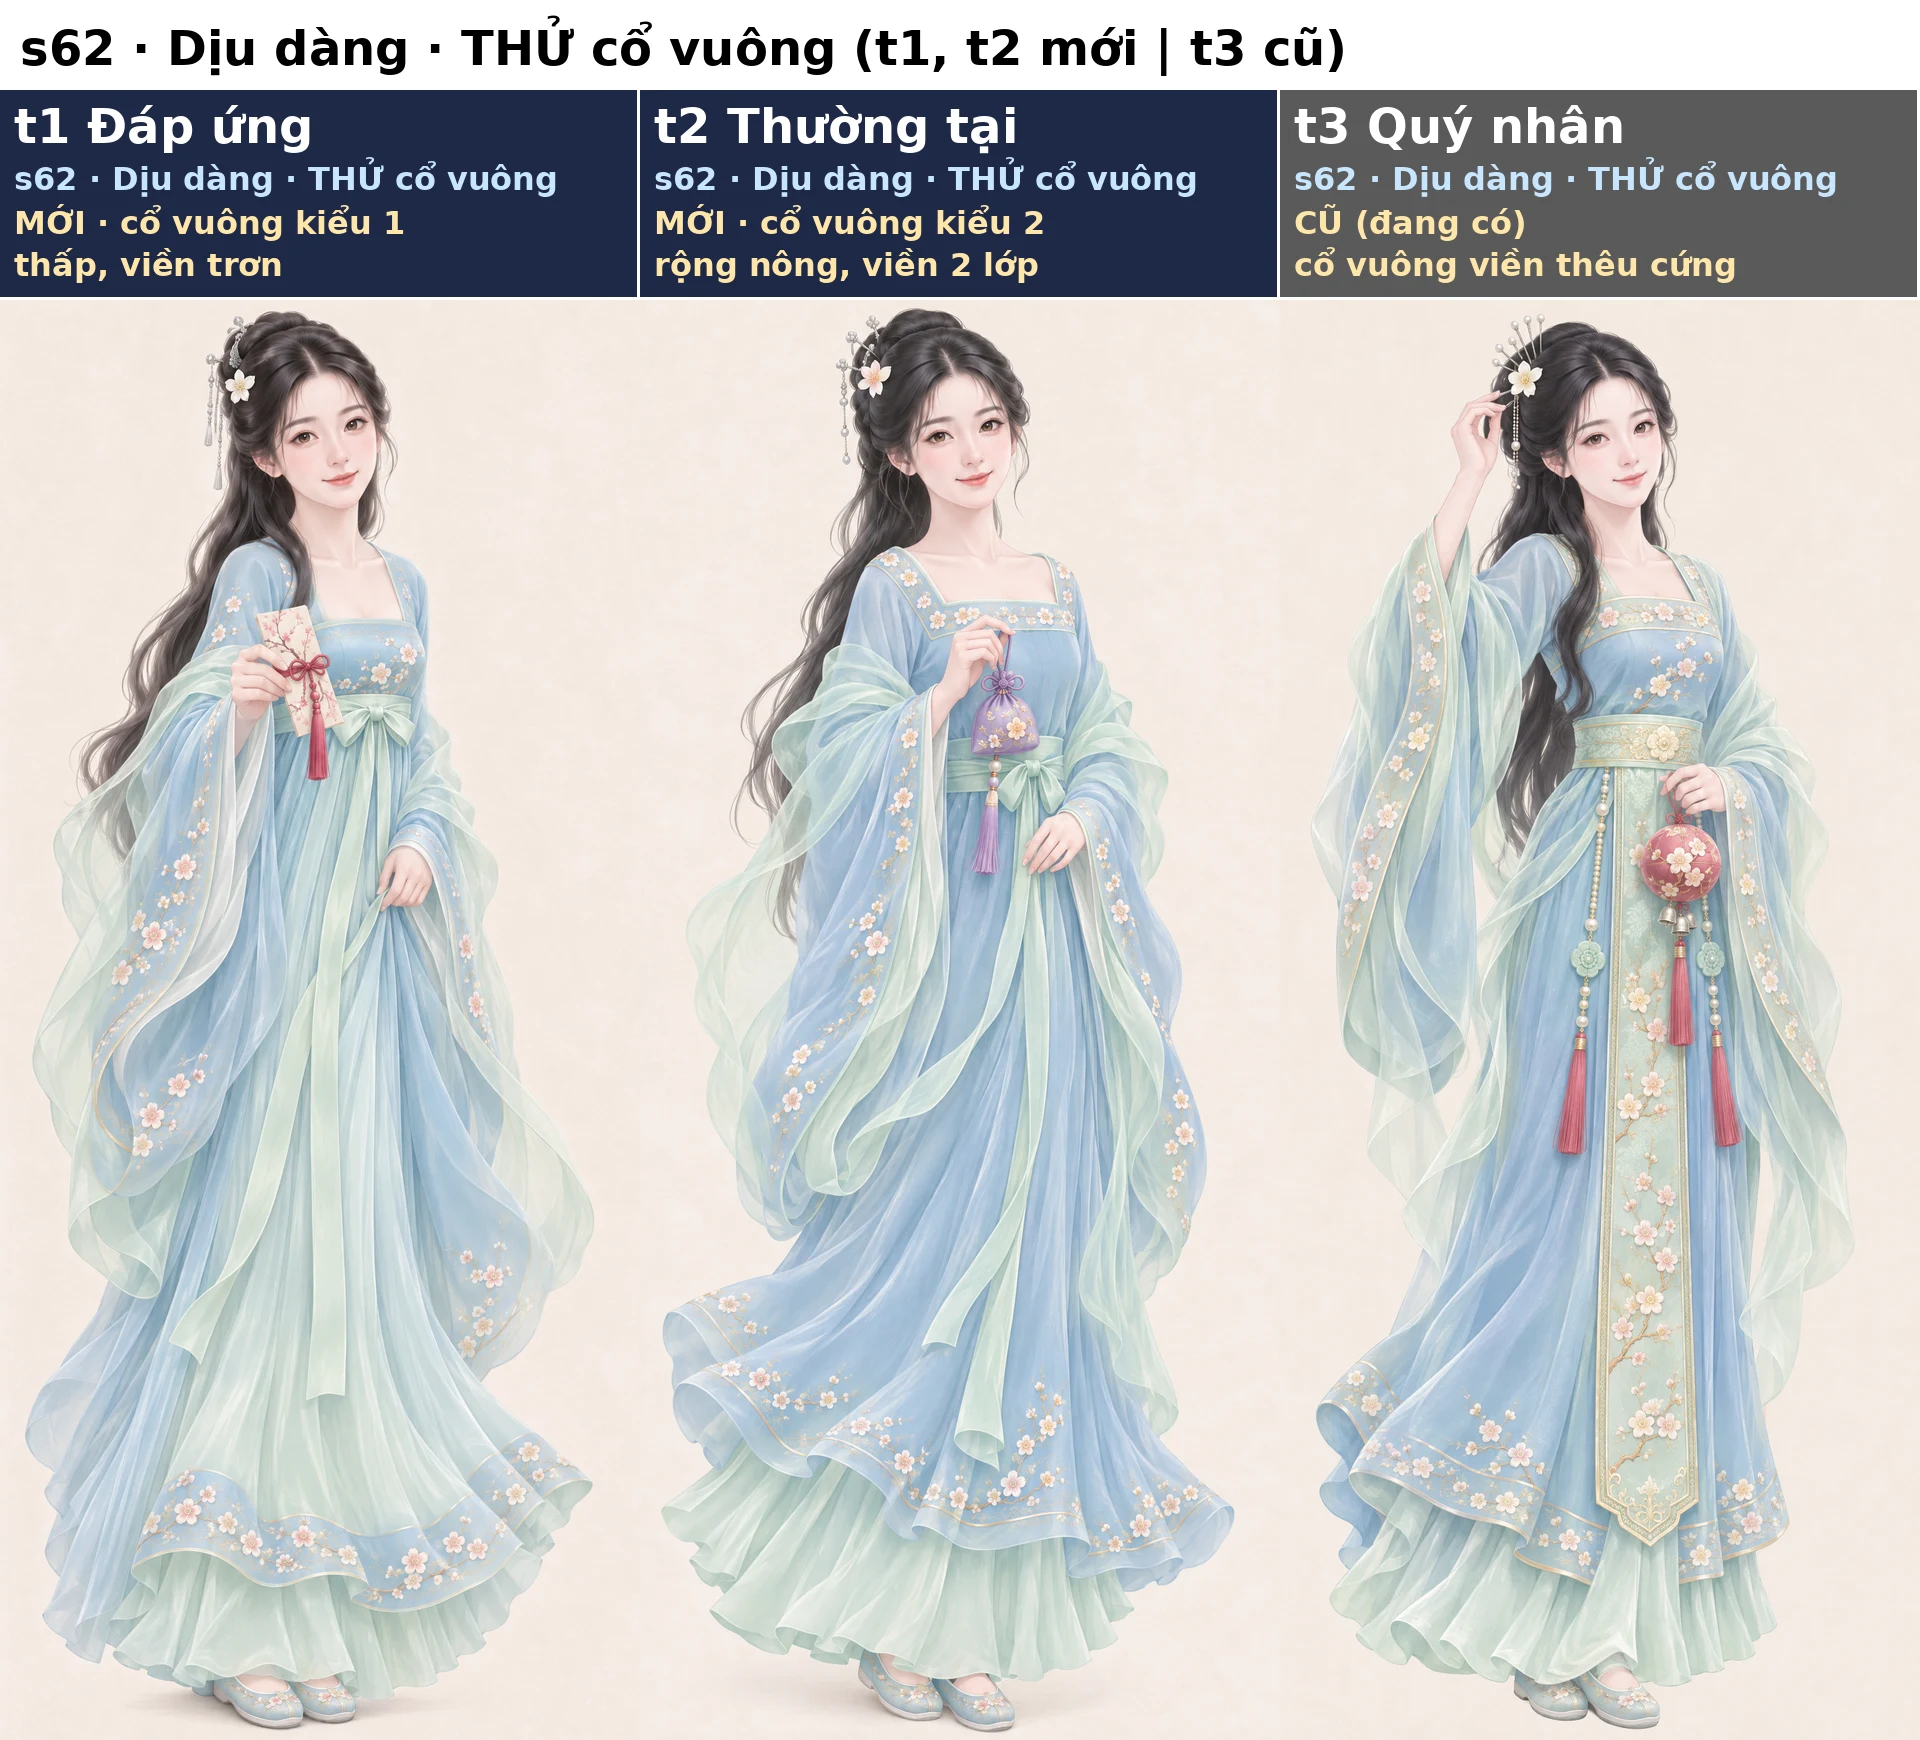 s62 · Dịu dàng · THỬ cổ vuông (t1, t2 mới | t3 cũ)
t1 Đáp ứng
s62 · Dịu dàng · THỬ cổ vuông
MỚI · cổ vuông kiểu 1
thấp, viền trơn
t2 Thường tại
s62 · Dịu dàng · THỬ cổ vuông
MỚI · cổ vuông kiểu 2
rộng nông, viền 2 lớp
t3 Quý nhân
s62 · Dịu dàng · THỬ cổ vuông
CŨ (đang có)
cổ vuông viền thêu cứng